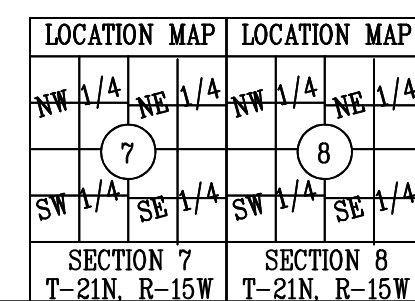 LOCATION MAP
NW 1/4 NE 1/4
7
SW 1/4 SE 1/4
SECTION 7
T-21N, R-15W
LOCATION MAP
NW 1/4 NE 1/4
8
SW 1/4 SE 1/4
SECTION 8
T-21N, R-15W